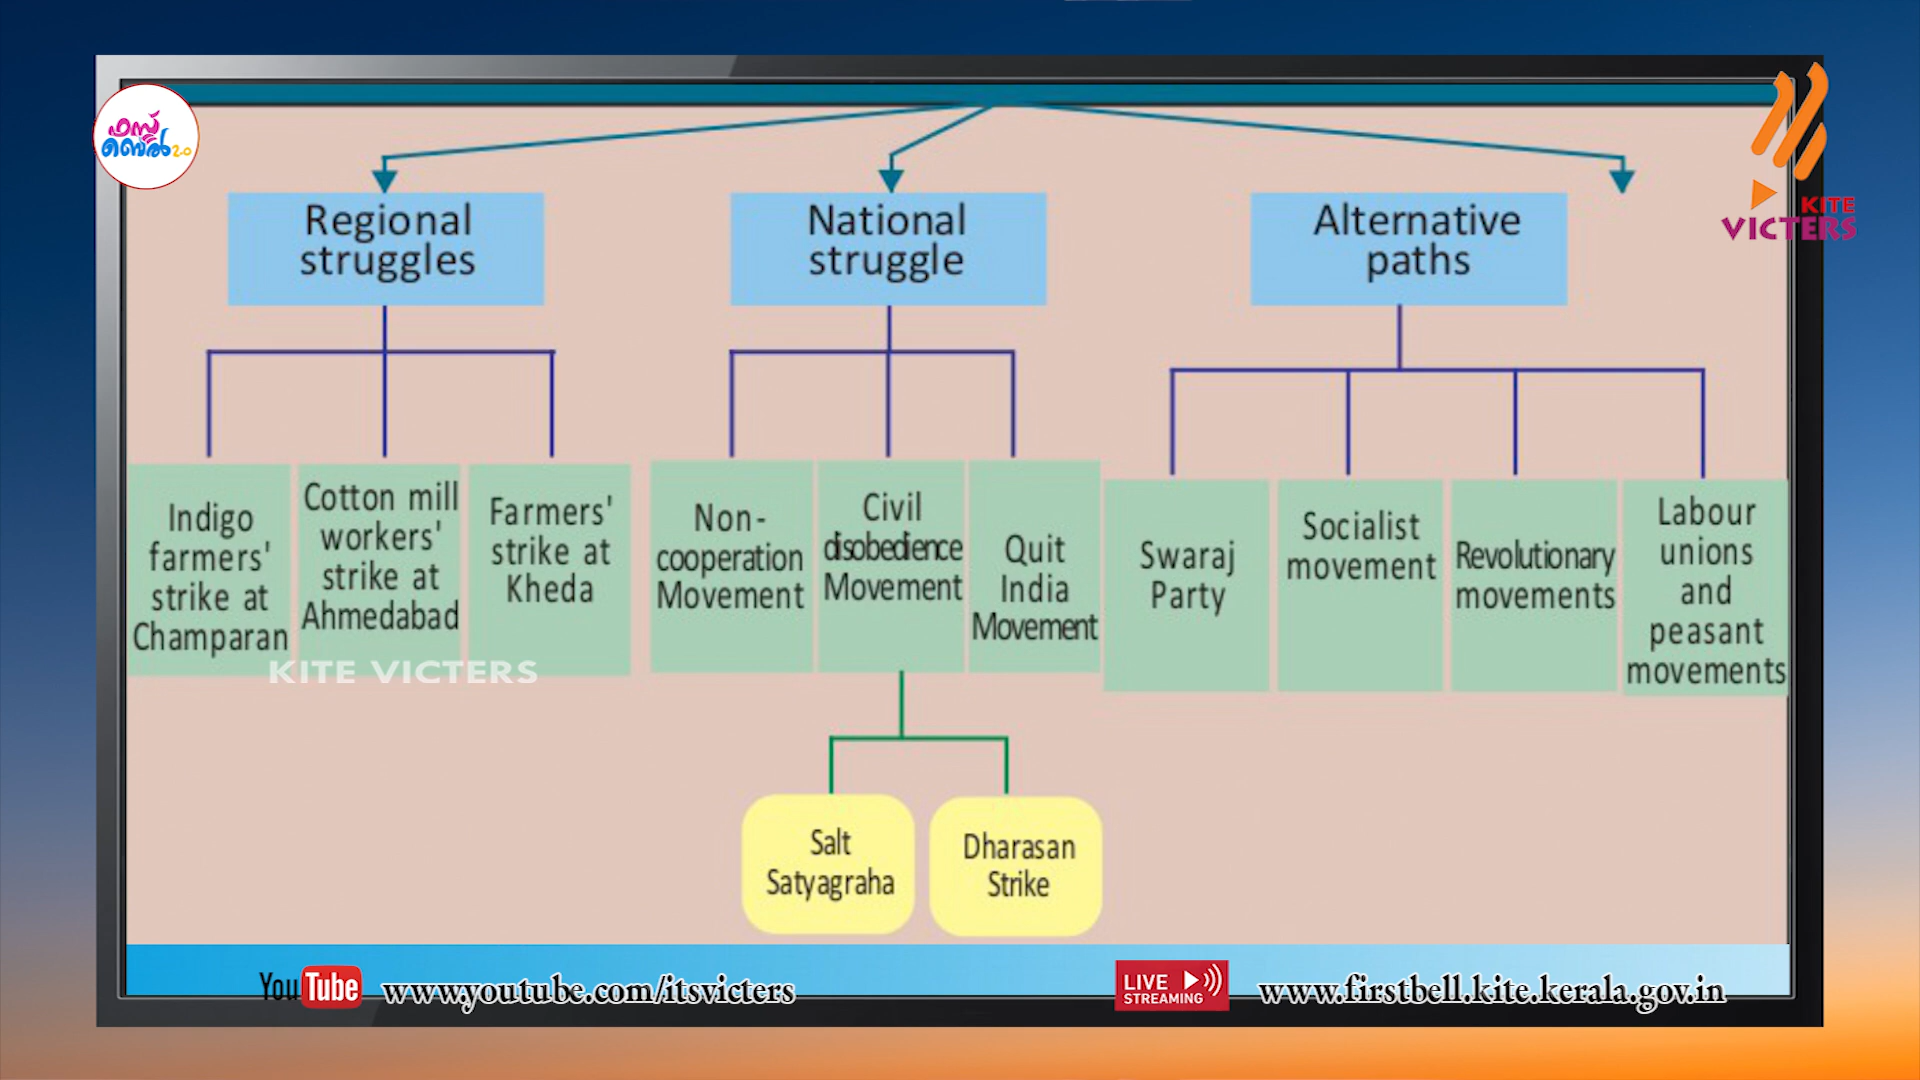 ഫസ്റ്റ്
ബെൽ 2.0
KITE
VICTERS
Regional
struggles
National
struggle
Alternative
paths
Indigo
farmers'
strike at
Champaran
Cotton mill
workers'
strike at
Ahmedabad
Farmers'
strike at
Kheda
Non-
cooperation
Movement
Civil
disobedience
Movement
Quit
India
Movement
Swaraj
Party
Socialist
movement
Revolutionary
movements
Labour
unions
and
peasant
movements
KITE VICTERS
Salt
Satyagraha
Dharasan
Strike
YouTube www.youtube.com/itsvicters
LIVE
STREAMING
www.firstbell.kite.kerala.gov.in